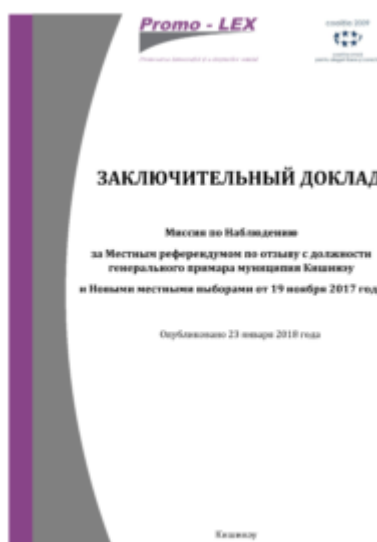 Promo - LEX
ЗАКЛЮЧИТЕЛЬНЫЙ ДОКЛАД
Миссия по Наблюдению
за Местным референдумом по отзыву с должности
генерального примара муниципия Кишинэу
и Новыми местными выборами от 19 ноября 2017 года
Опубликовано 23 января 2018 года
Кишинэу